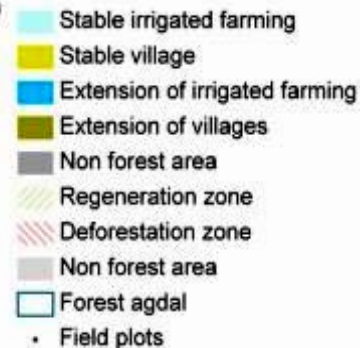 Stable irrigated farming
Stable village
Extension of irrigated farming
Extension of villages
Non forest area
Regeneration zone
Deforestation zone
Non forest area
Forest agdal
Field plots